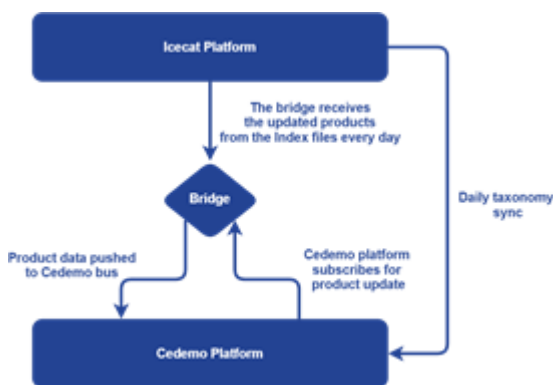 Icecat Platform
The bridge receives
the updated products
from the Index files every day
Bridge
Daily taxonomy
sync
Product data pushed
to Cedemo bus
Cedemo platform
subscribes for
product update
Cedemo Platform